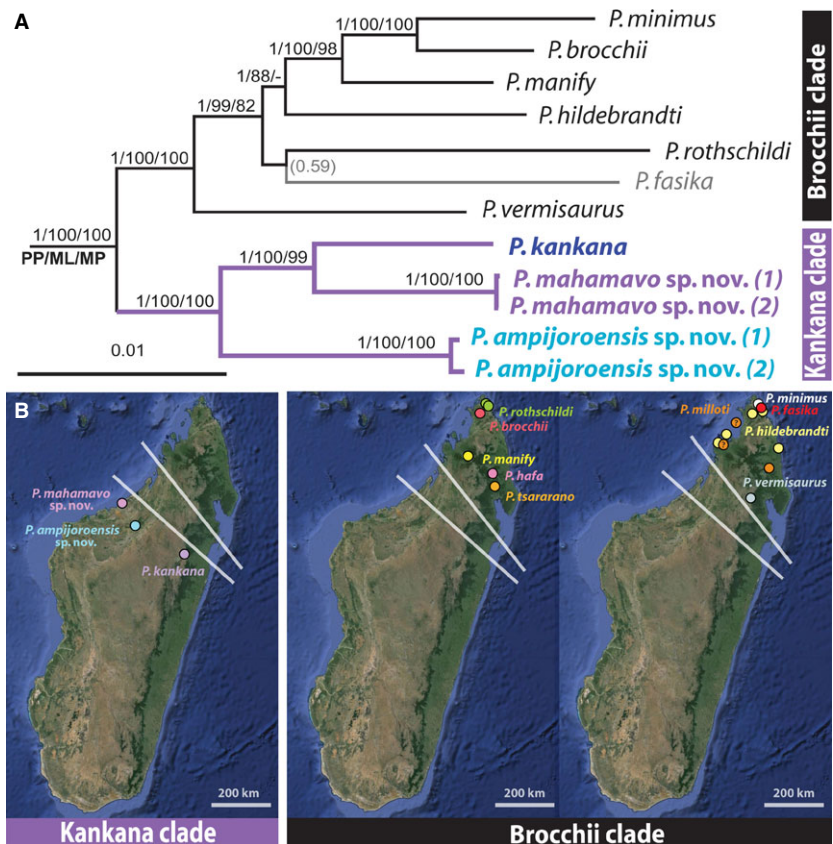 A
1/100/100
P. minimus
P. brocchii
1/100/98
P. manify
1/88/-
P. hildebrandti
1/99/82
P. rothschildi
(0.59)
P. fasika
1/100/100
P. vermisaurus
Brocchii clade
1/100/100
PP/ML/MP
P. kankana
1/100/99
1/100/100
P. mahamavo sp. nov. (1)
P. mahamavo sp. nov. (2)
1/100/100
1/100/100
P. ampijoroensis sp. nov. (1)
P. ampijoroensis sp. nov. (2)
Kankana clade
0.01
B
P. mahamavo
sp. nov.
P. ampijoroensis
sp. nov.
P. kankana
200 km
Kankana clade
P. rothschildi
P. brocchii
P. manify
P. hafa
P. tsararano
200 km
P. minimus
P. fasika
P. milloti
?
?
P. hildebrandti
P. vermisaurus
200 km
Brocchii clade